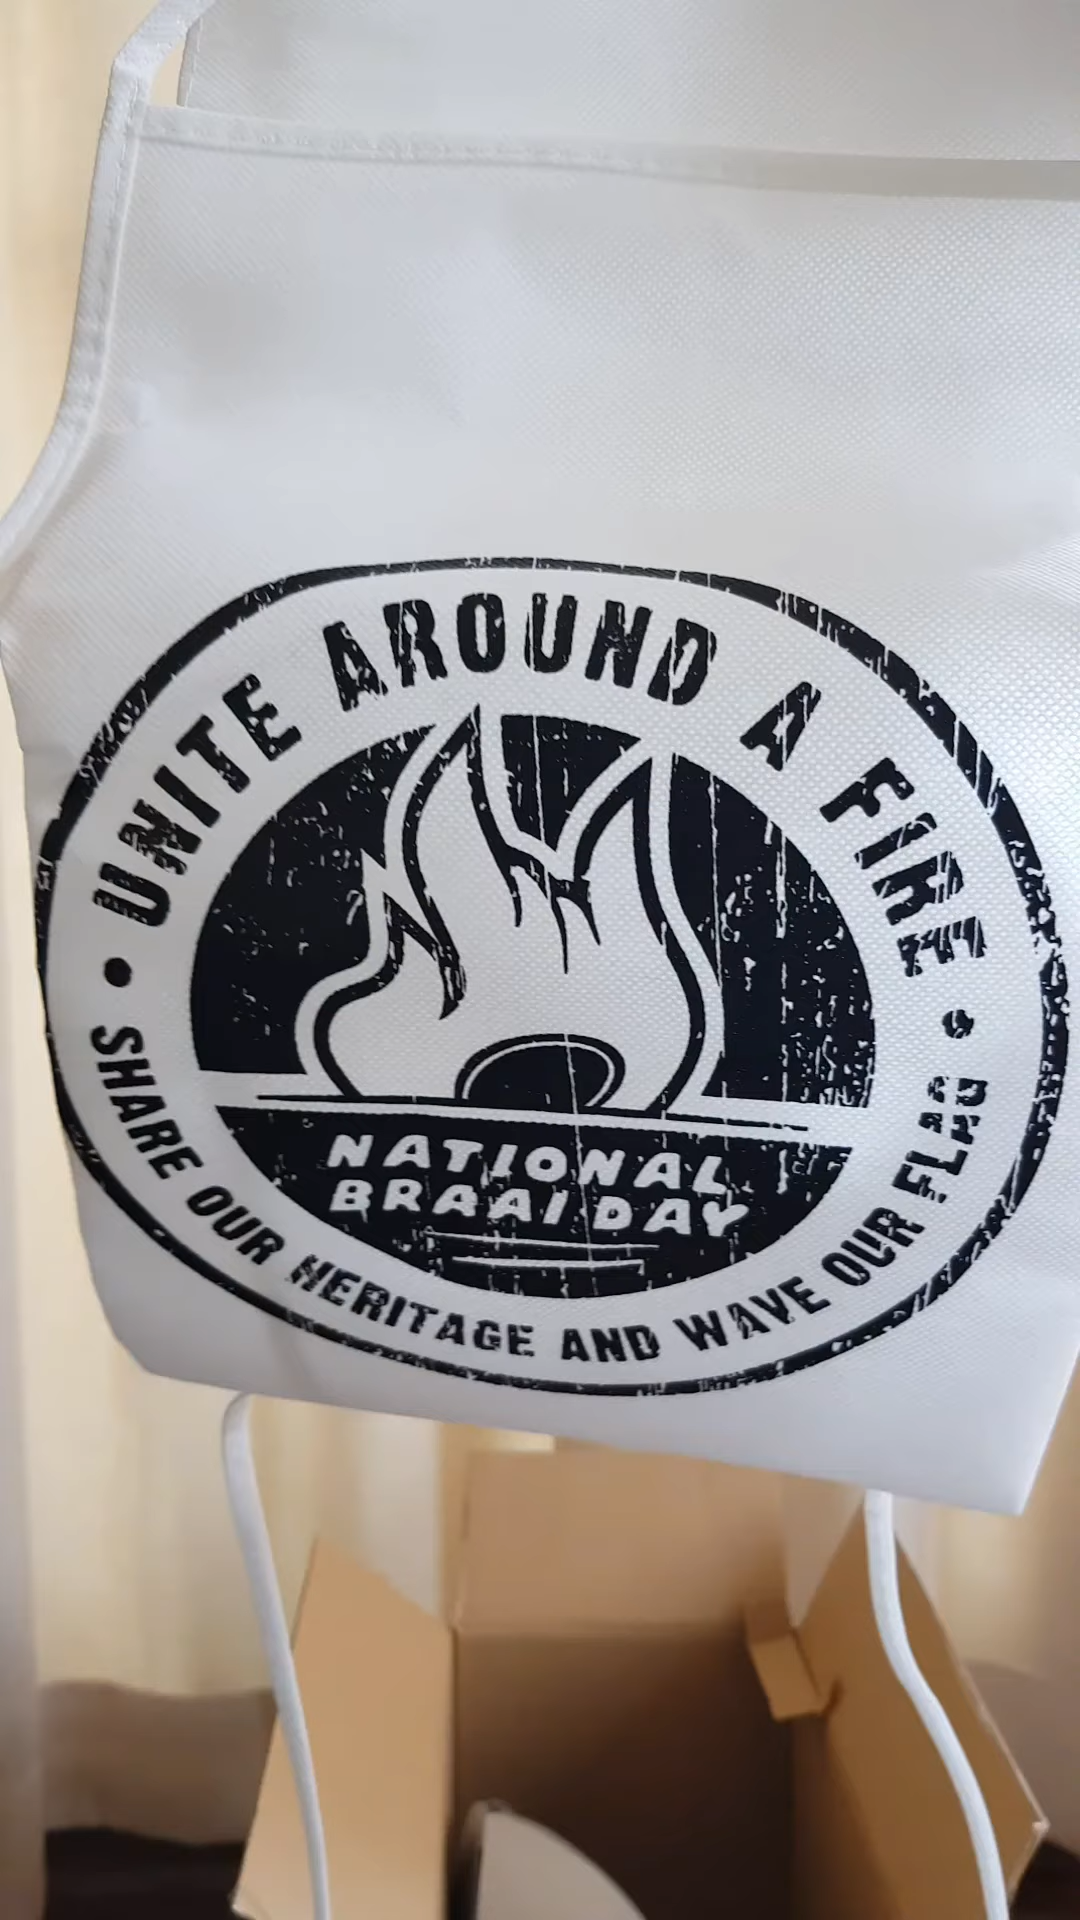 UNITE AROUND A FIRE
NATIONAL
BRAAI DAY
SHARE OUR HERITAGE AND WAVE OUR FLAG